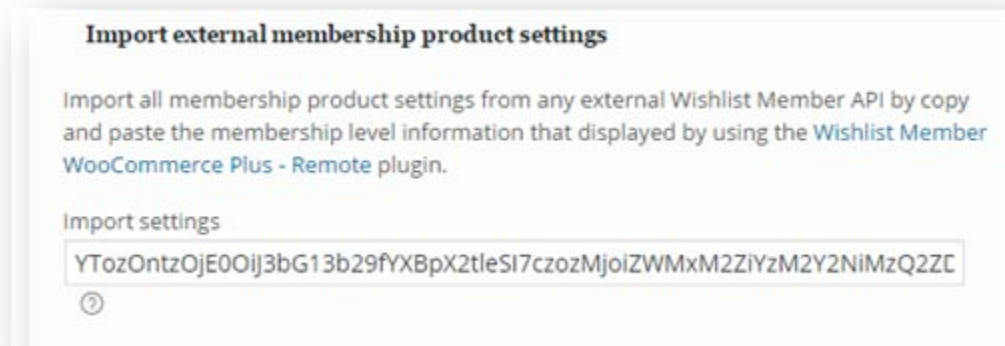 Import external membership product settings
Import all membership product settings from any external Wishlist Member API by copy
and paste the membership level information that displayed by using the Wishlist Member
WooCommerce Plus - Remote plugin.
Import settings
YTozOntzOjE0OiJ3bG13b29fYXBpX2tleSI7czozMjoiZWMxM2ZiYzM2Y2NiMzQ2ZD